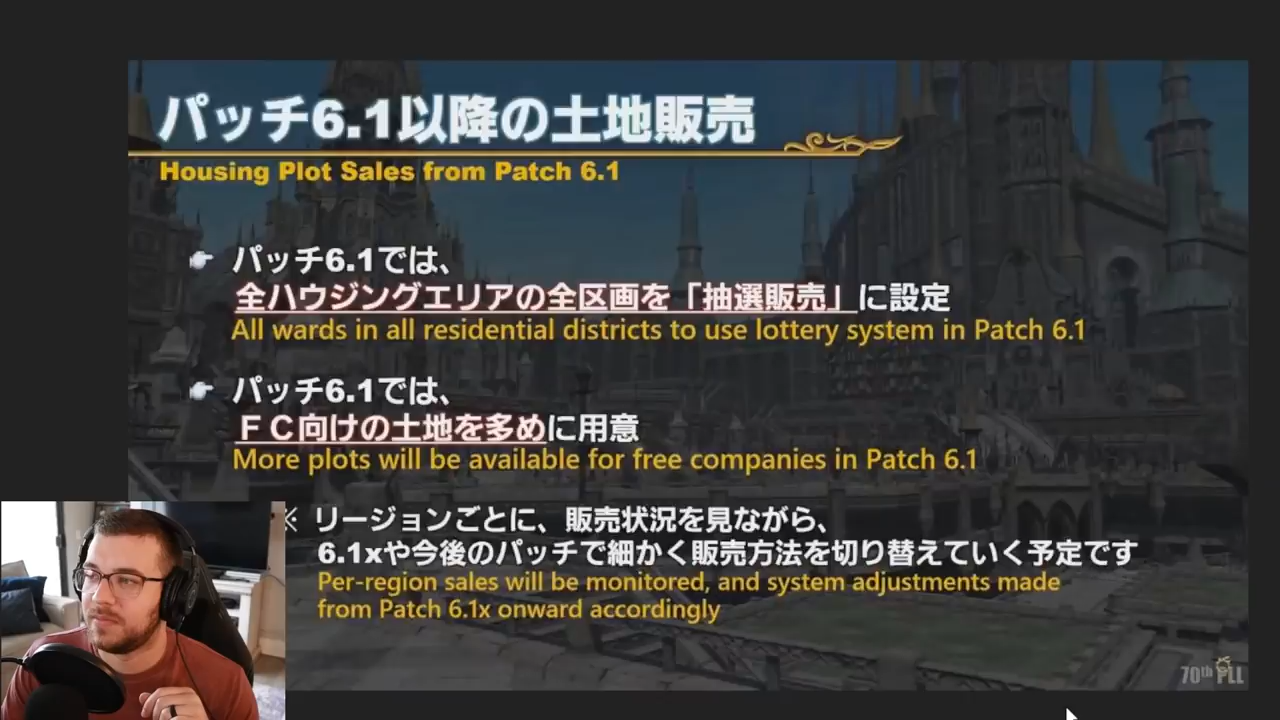 パッチ6.1以降の土地販売
Housing Plot Sales from Patch 6.1
パッチ6.1では、
全ハウジングエリアの全区画を「抽選販売」に設定
All wards in all residential districts to use lottery system in Patch 6.1
パッチ6.1では、
ＦＣ向けの土地を多めに用意
More plots will be available for free companies in Patch 6.1
※ リージョンごとに、販売状況を見ながら、
6.1xや今後のパッチで細かく販売方法を切り替えていく予定です
Per-region sales will be monitored, and system adjustments made
from Patch 6.1x onward accordingly
70th PLL